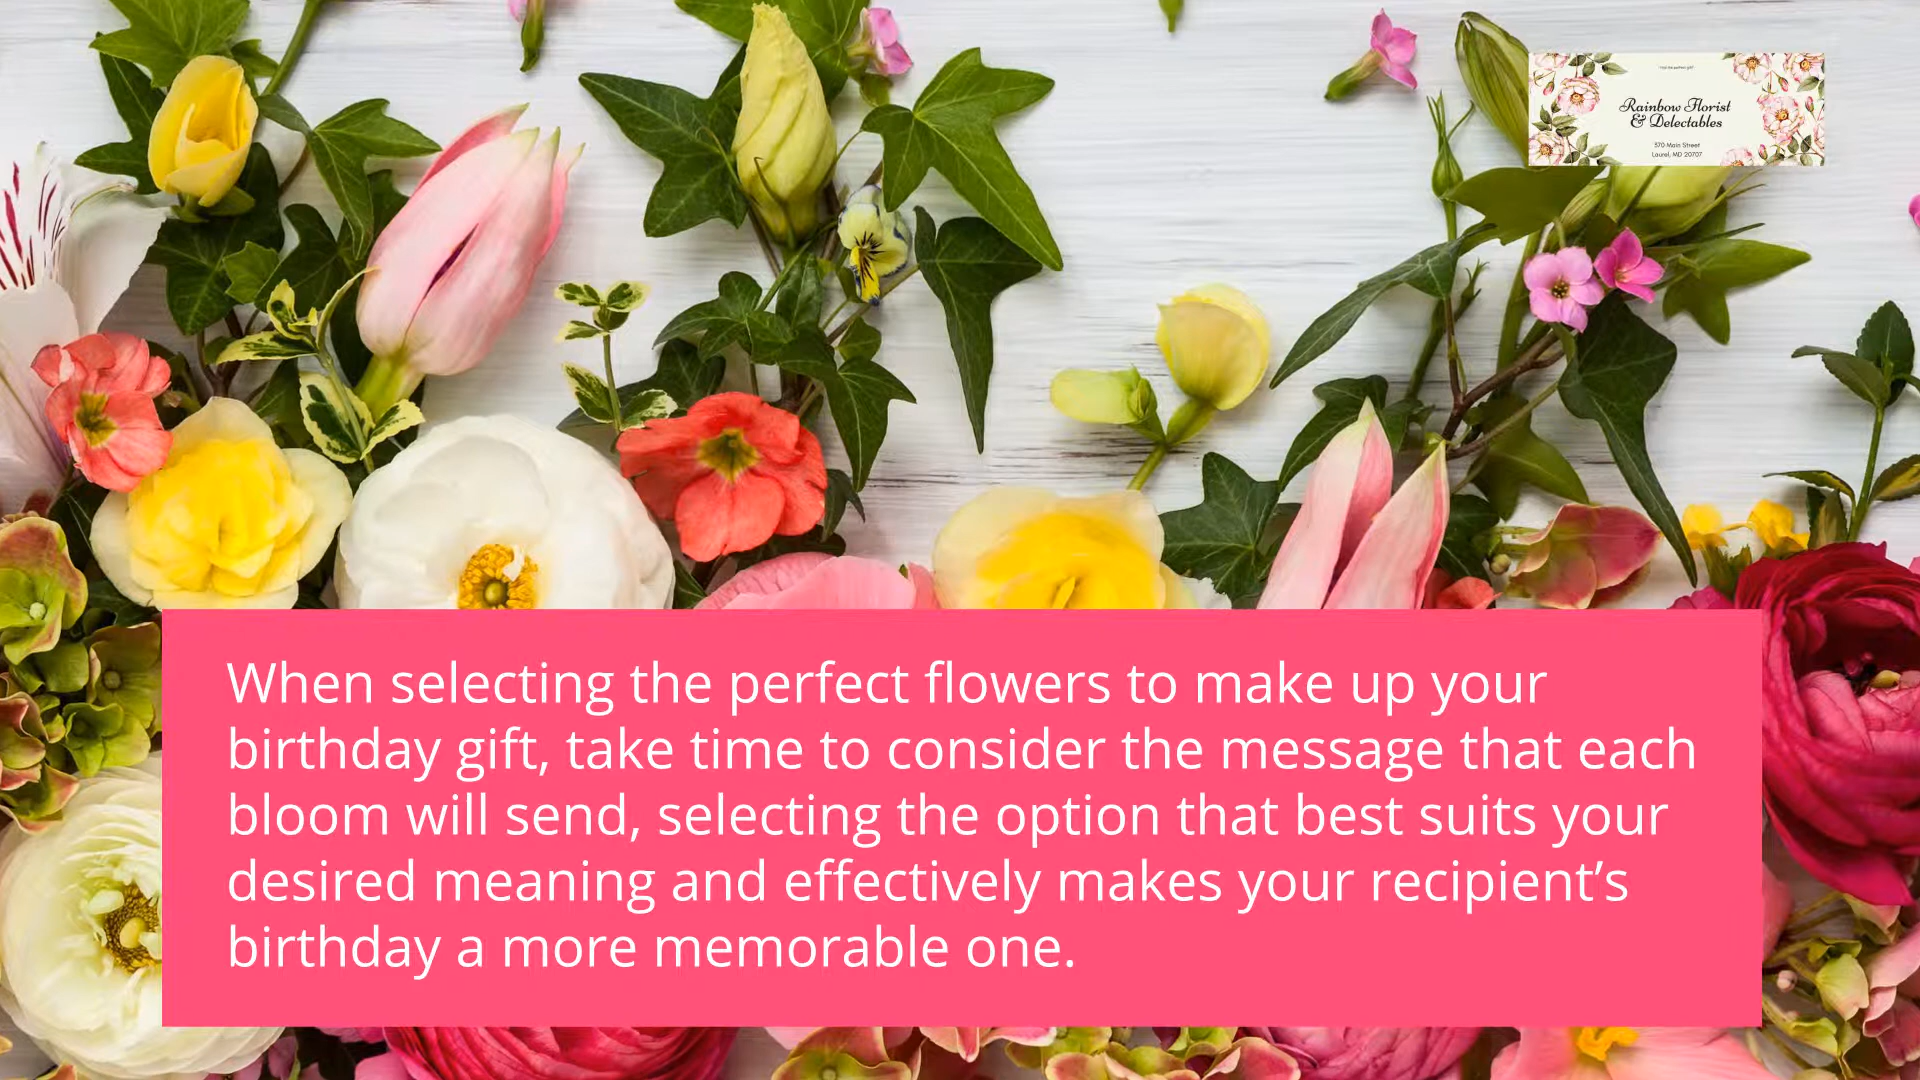 Rainbow Florist
& Delectables
570 Main Street
Laurel, MD 20707
When selecting the perfect flowers to make up your
birthday gift, take time to consider the message that each
bloom will send, selecting the option that best suits your
desired meaning and effectively makes your recipient’s
birthday a more memorable one.